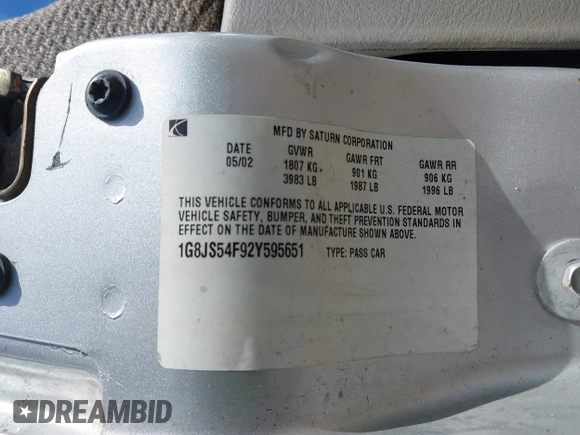 MFD BY SATURN CORPORATION
DATE GVWR GAWR FRT GAWR RR
05/02 1807 KG. 901 KG 906 KG
3983 LB 1987 LB 1996 LB
THIS VEHICLE CONFORMS TO ALL APPLICABLE U.S. FEDERAL MOTOR
VEHICLE SAFETY, BUMPER, AND THEFT PREVENTION STANDARDS IN
EFFECT ON THE DATE OF MANUFACTURE SHOWN ABOVE.
1G8JS54F92Y595651 TYPE: PASS CAR
DREAMBID